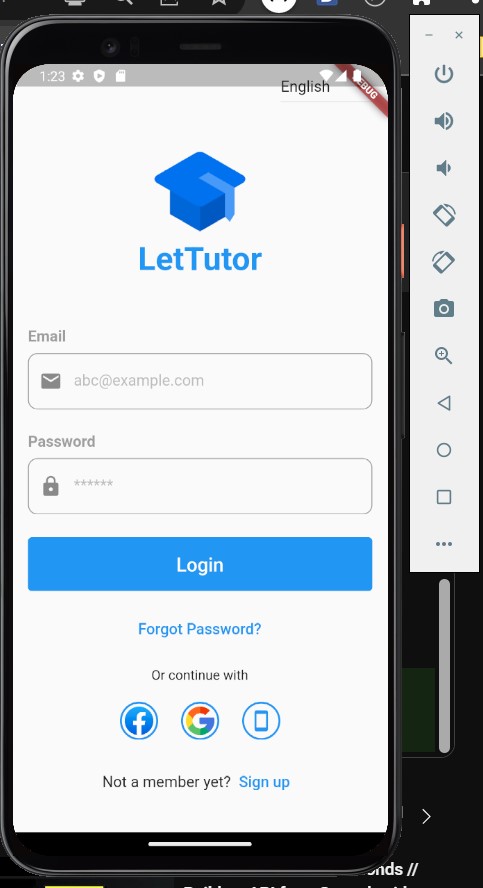 1:23
English
LetTutor
Email
abc@example.com
Password
******
Login
Forgot Password?
Or continue with
Not a member yet? Sign up